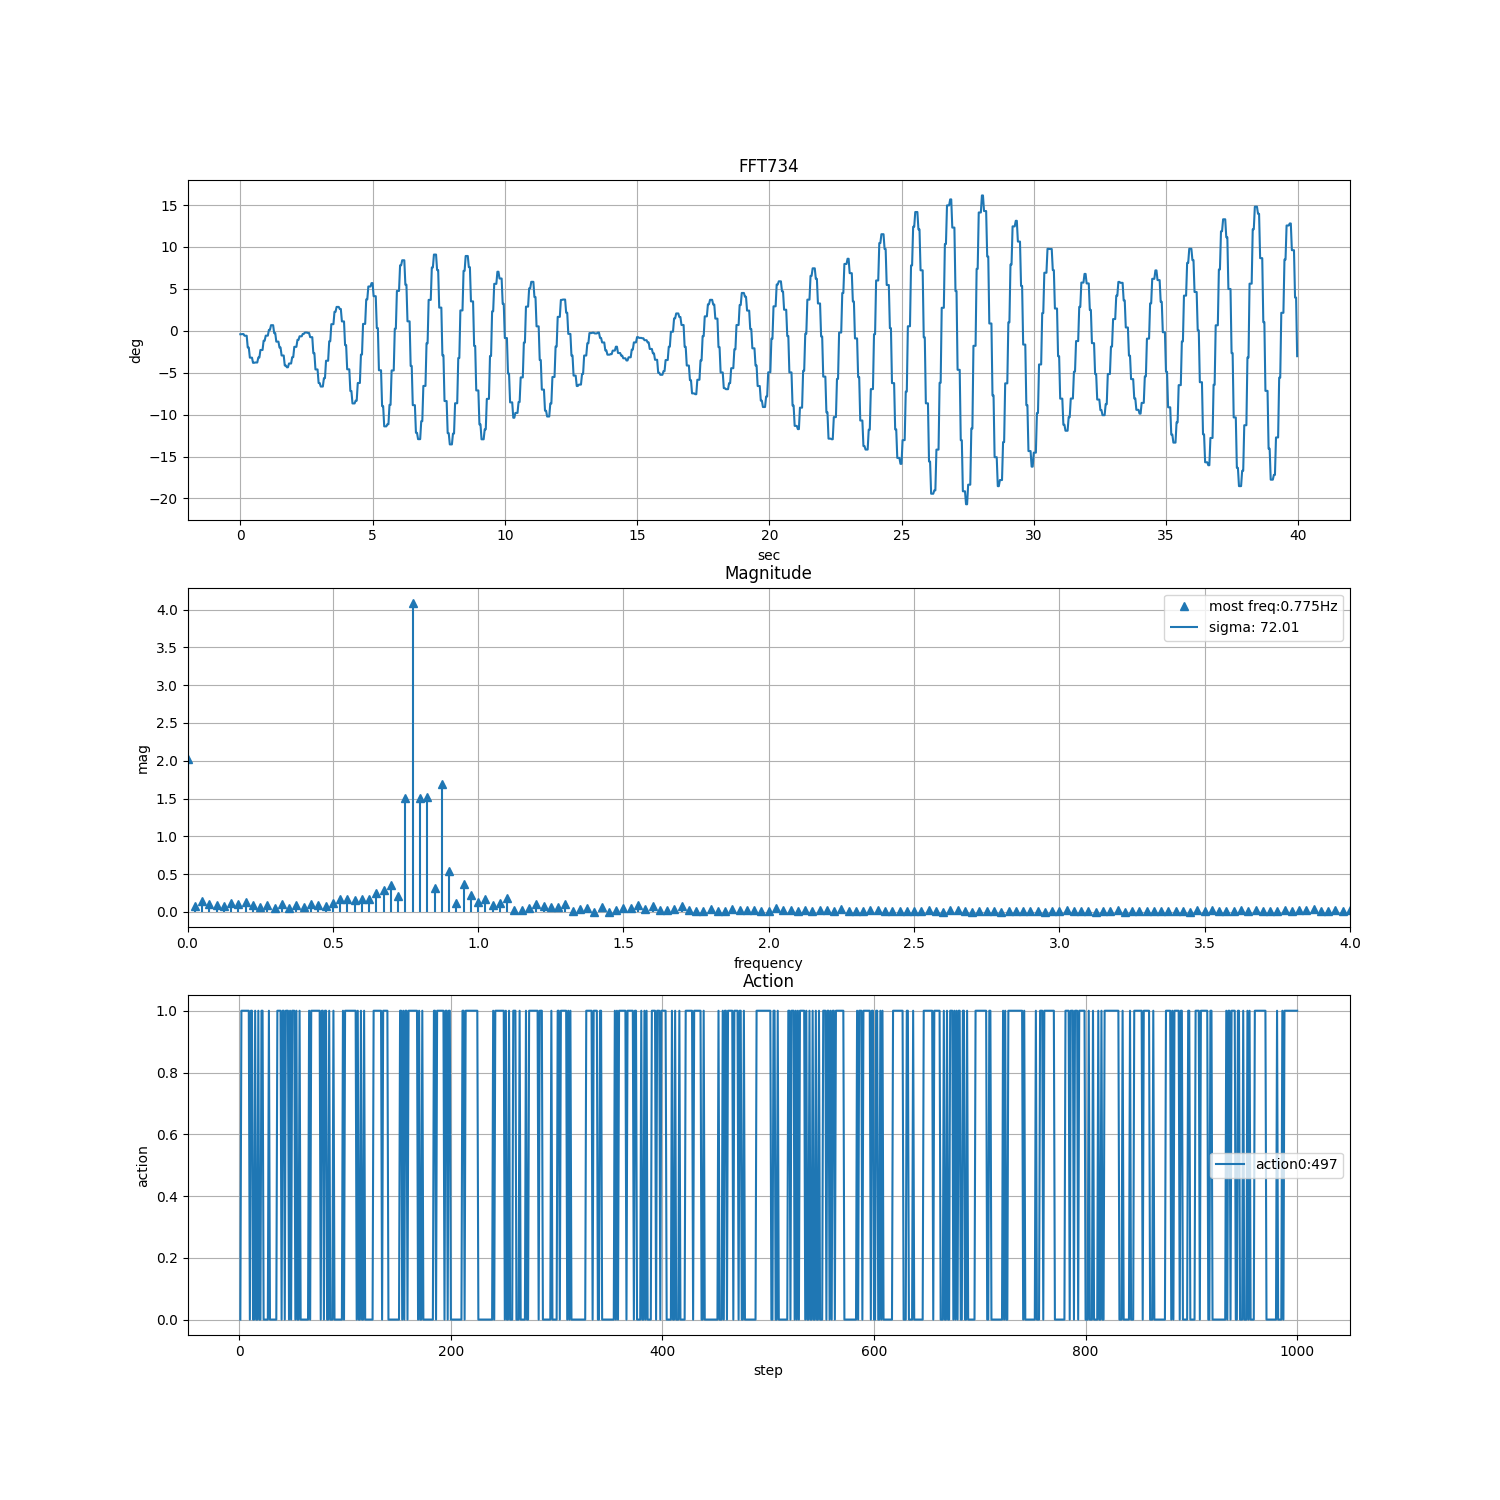 FFT734
15
10
5
0
−5
−10
−15
−20
deg
0 5 10 15 20 25 30 35 40
sec
Magnitude
4.0
3.5
3.0
2.5
2.0
1.5
1.0
0.5
0.0
mag
most freq:0.775Hz
sigma: 72.01
0.0 0.5 1.0 1.5 2.0 2.5 3.0 3.5 4.0
frequency
Action
1.0
0.8
0.6
0.4
0.2
0.0
action
action0:497
0 200 400 600 800 1000
step